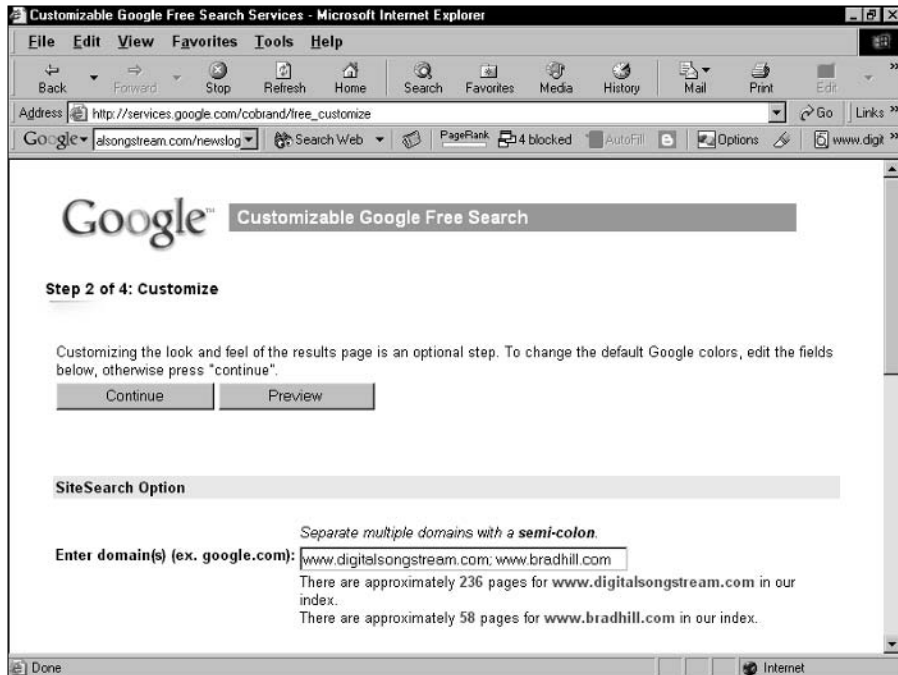 Customizable Google Free Search Services - Microsoft Internet Explorer
File Edit View Favorites Tools Help
Back Forward Stop Refresh Home Search Favorites Media History Mail Print Edit »
Address http://services.google.com/cobrand/free_customize Go Links »
Google alsongstream.com/newslog Search Web PageRank 4 blocked AutoFill Options www.digit »
Google™ Customizable Google Free Search
Step 2 of 4: Customize
Customizing the look and feel of the results page is an optional step. To change the default Google colors, edit the fields
below, otherwise press "continue".
Continue Preview
SiteSearch Option
Separate multiple domains with a semi-colon.
Enter domain(s) (ex. google.com): www.digitalsongstream.com; www.bradhill.com
There are approximately 236 pages for www.digitalsongstream.com in our
index.
There are approximately 58 pages for www.bradhill.com in our index.
Done Internet